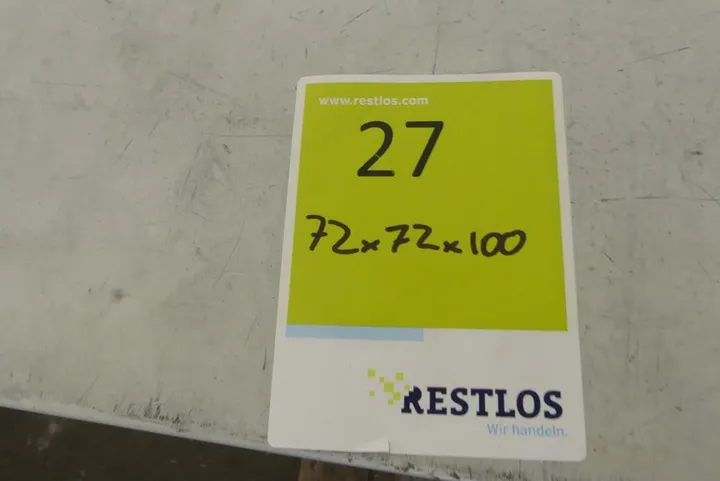 www.restlos.com
27
72x72x100
RESTLOS
Wir handeln.